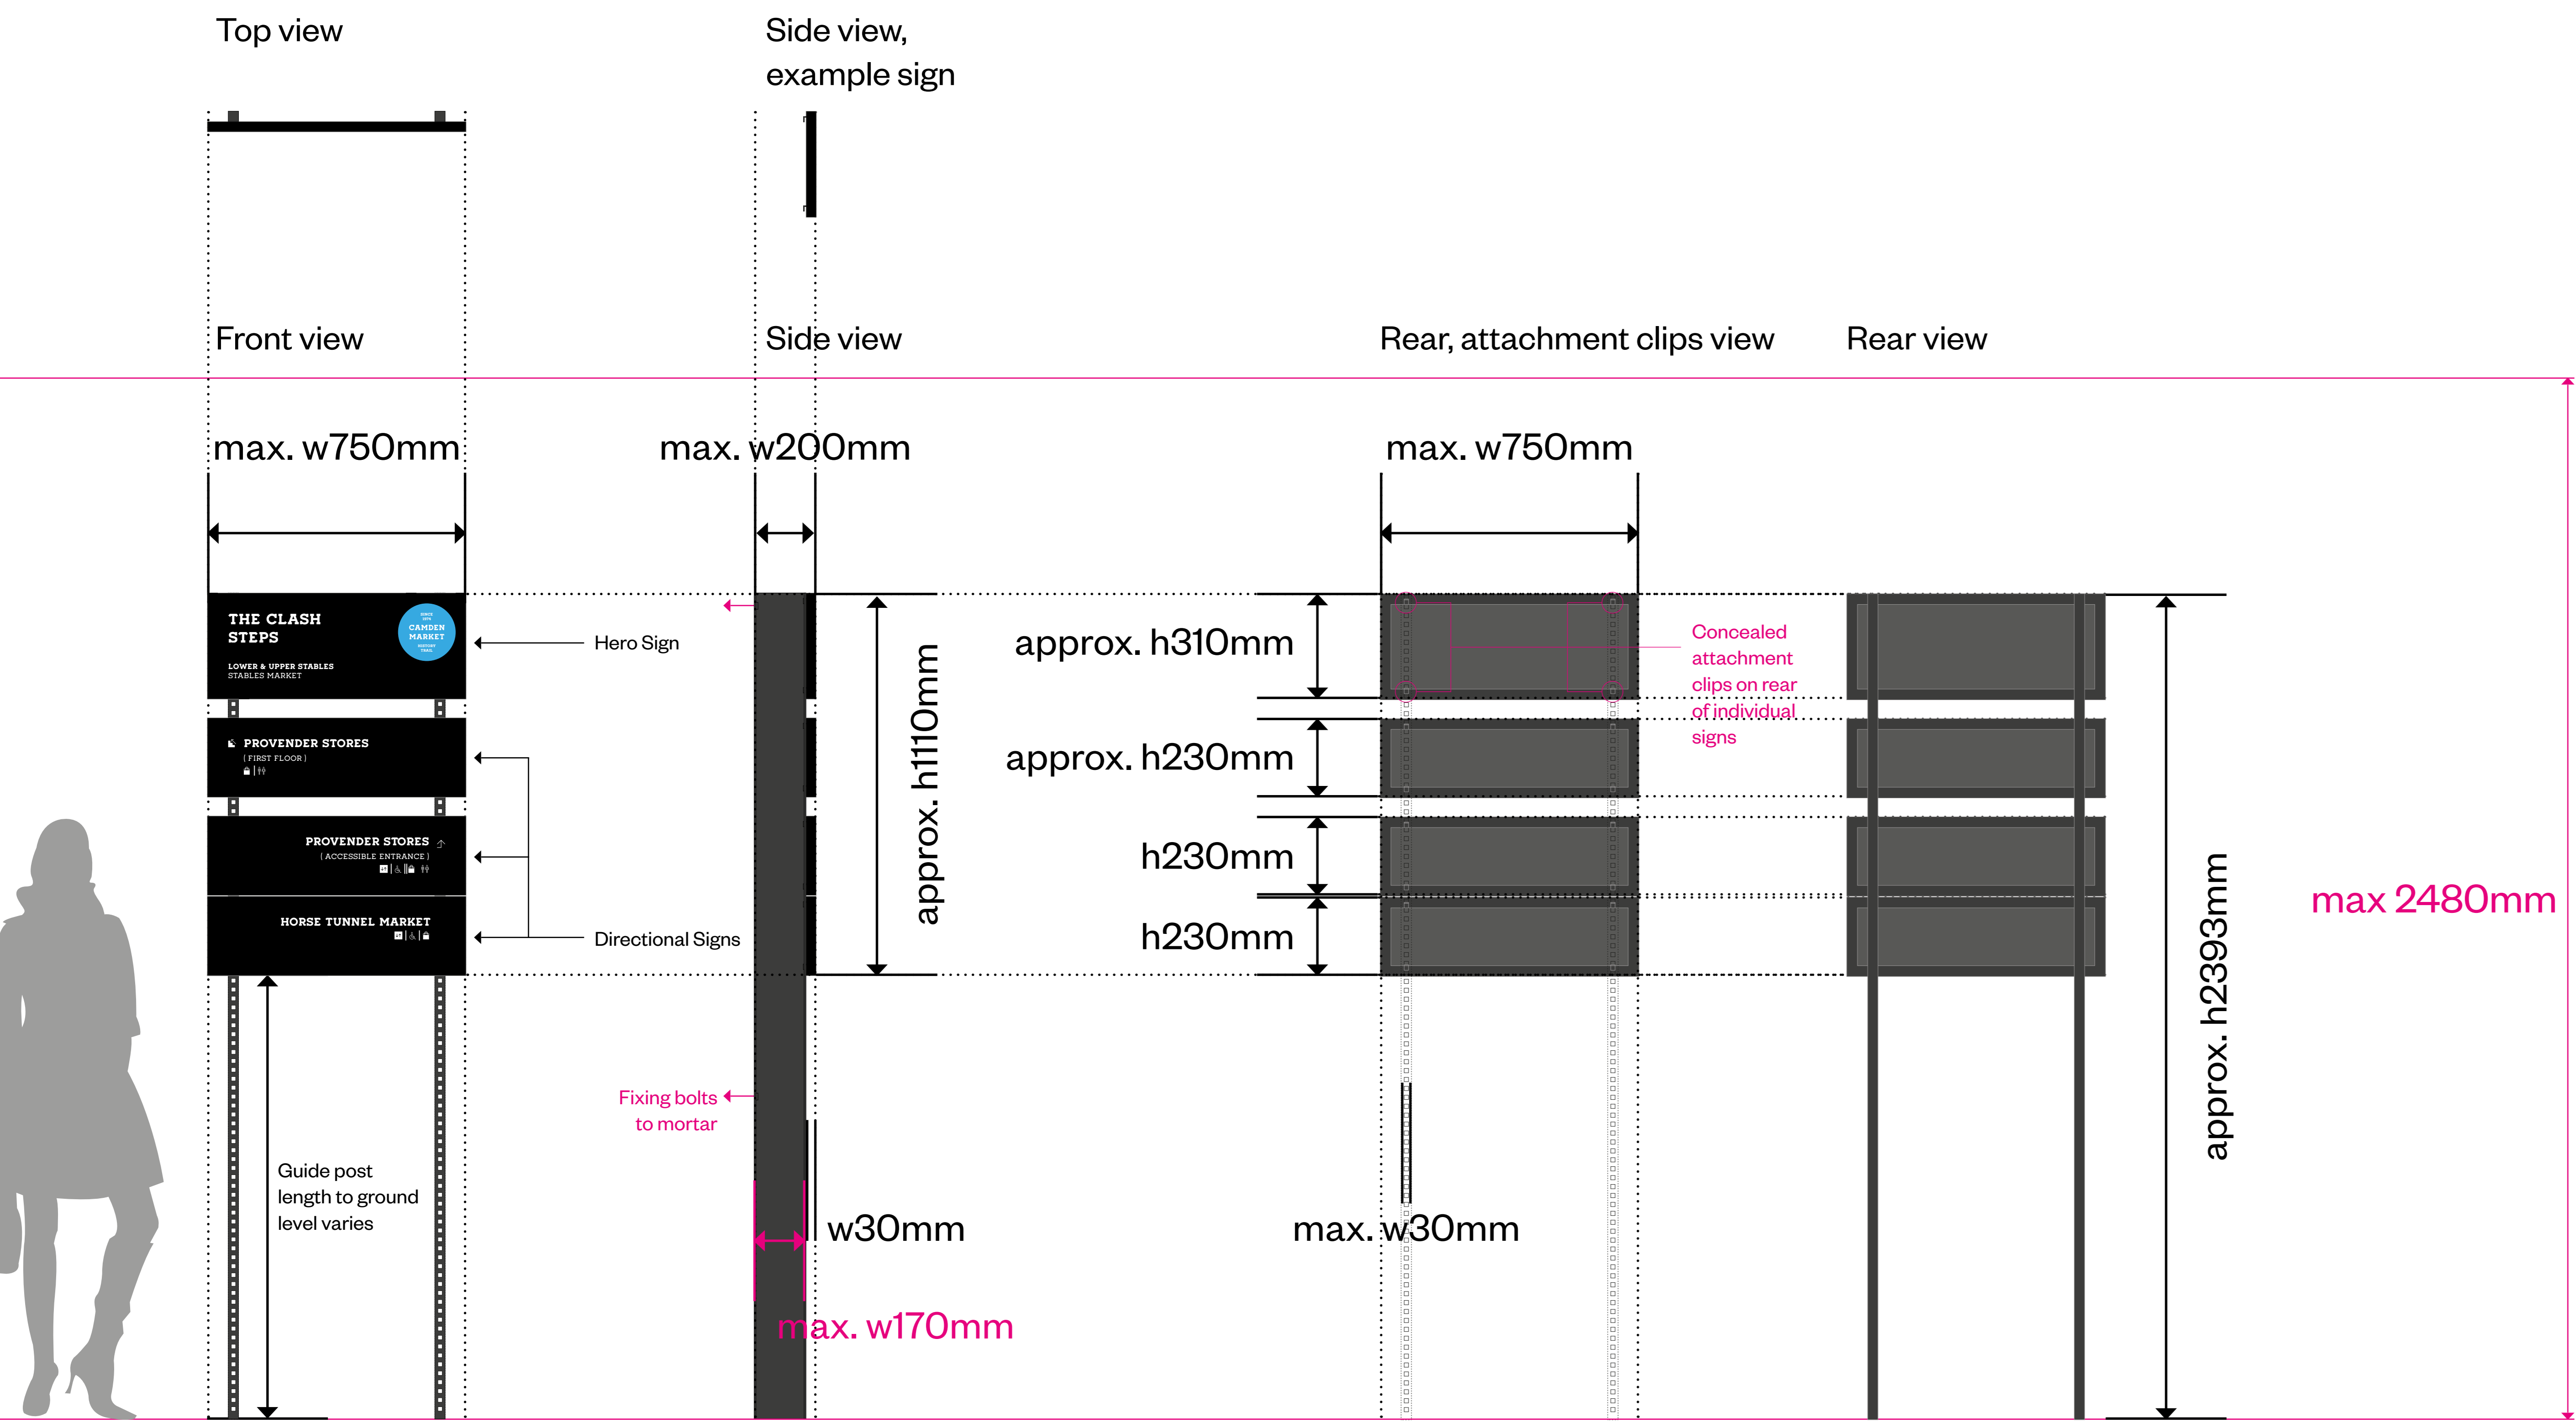 Top view
Side view,
example sign
Front view
Side view
Rear, attachment clips view
Rear view
max. w750mm
max. w200mm
max. w750mm
THE CLASH
STEPS
LOWER & UPPER STABLES
STABLES MARKET
SINCE
1974
CAMDEN
MARKET
HISTORY
TRAIL
Hero Sign
PROVENDER STORES
( FIRST FLOOR )
PROVENDER STORES
( ACCESSIBLE ENTRANCE )
HORSE TUNNEL MARKET
Directional Signs
Guide post
length to ground
level varies
approx. h1110mm
Fixing bolts
to mortar
w30mm
max. w170mm
approx. h310mm
approx. h230mm
h230mm
h230mm
Concealed
attachment
clips on rear
of individual
signs
max. w30mm
approx. h2393mm
max 2480mm